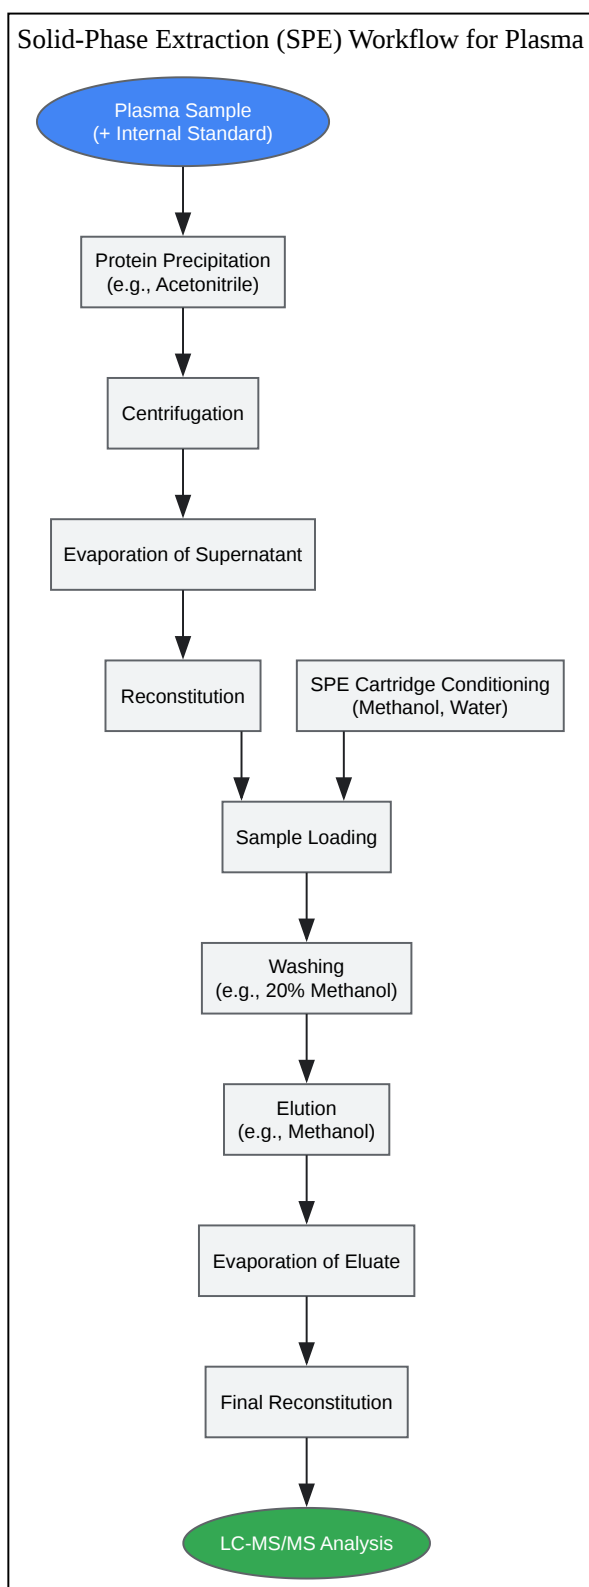 Solid-Phase Extraction (SPE) Workflow for Plasma
Plasma Sample
(+ Internal Standard)
Protein Precipitation
(e.g., Acetonitrile)
Centrifugation
Evaporation of Supernatant
Reconstitution
SPE Cartridge Conditioning
(Methanol, Water)
Sample Loading
Washing
(e.g., 20% Methanol)
Elution
(e.g., Methanol)
Evaporation of Eluate
Final Reconstitution
LC-MS/MS Analysis